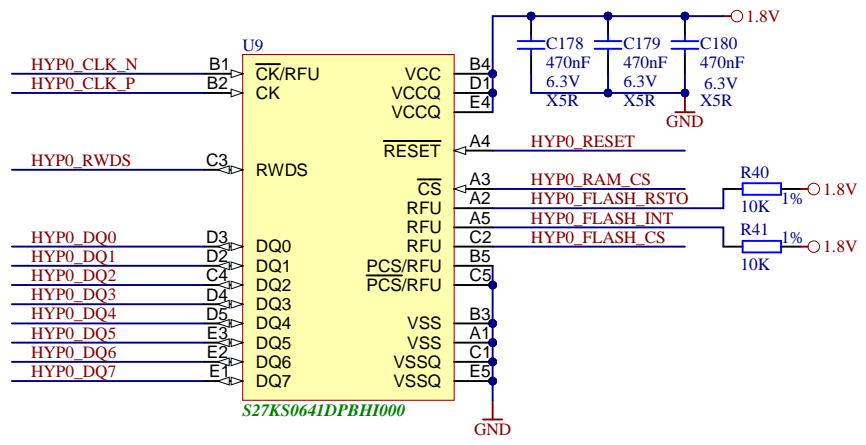 U9
HYP0_CLK_N B1 CK/RFU
HYP0_CLK_P B2 CK
HYP0_RWDS C3 RWDS
HYP0_DQ0 D3 DQ0
HYP0_DQ1 D2 DQ1
HYP0_DQ2 C4 DQ2
HYP0_DQ3 D4 DQ3
HYP0_DQ4 D5 DQ4
HYP0_DQ5 E3 DQ5
HYP0_DQ6 E2 DQ6
HYP0_DQ7 E1 DQ7
VCC B4
VCCQ D1
VCCQ E4
RESET A4 HYP0_RESET
CS A3 HYP0_RAM_CS
RFU A2 HYP0_FLASH_RSTO
RFU A5 HYP0_FLASH_INT
RFU C2 HYP0_FLASH_CS
PCS/RFU B5
PCS/RFU C5
VSS B3
VSS A1
VSSQ C1
VSSQ E5
S27KS0641DPBHI000
GND
1.8V
C178
470nF
6.3V
X5R
C179
470nF
6.3V
X5R
C180
470nF
6.3V
X5R
GND
R40
10K
1%
1.8V
R41
10K
1%
1.8V